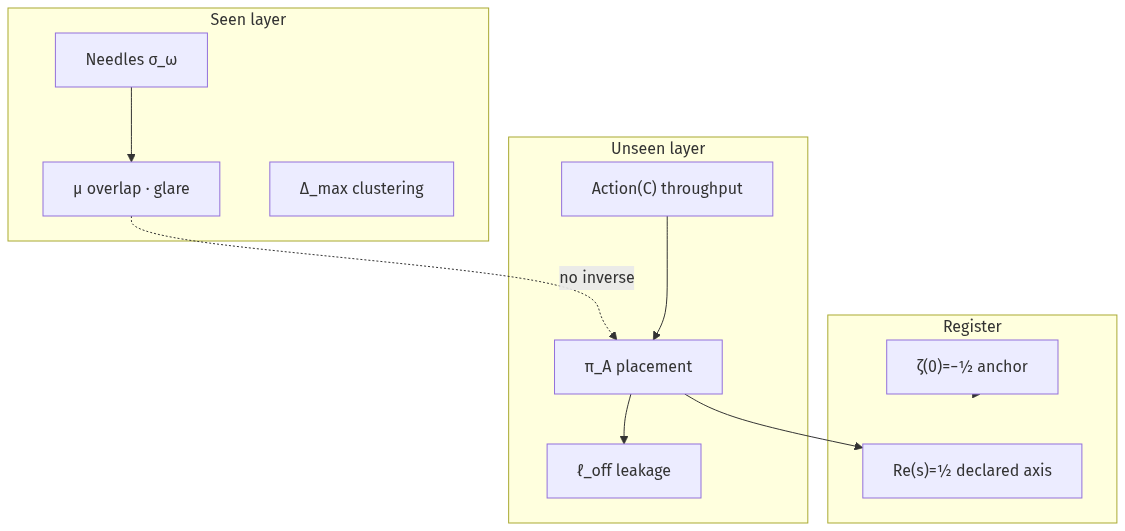 Seen layer
Needles σ_ω
μ overlap · glare
Δ_max clustering
no inverse
Unseen layer
Action(C) throughput
π_A placement
ℓ_off leakage
Register
ζ(0)=−½ anchor
Re(s)=½ declared axis